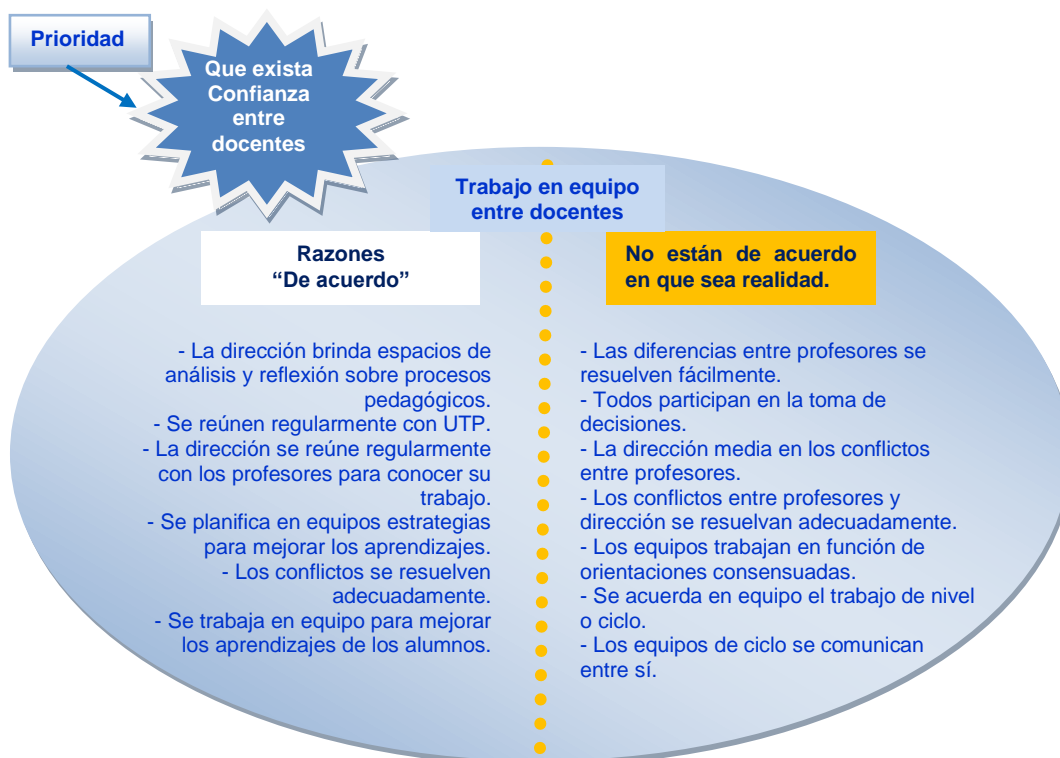 Prioridad
Que exista
Confianza
entre
docentes
Trabajo en equipo
entre docentes
Razones
“De acuerdo”
- La dirección brinda espacios de
análisis y reflexión sobre procesos
pedagógicos.
- Se reúnen regularmente con UTP.
- La dirección se reúne regularmente
con los profesores para conocer su
trabajo.
- Se planifica en equipos estrategias
para mejorar los aprendizajes.
- Los conflictos se resuelven
adecuadamente.
- Se trabaja en equipo para mejorar
los aprendizajes de los alumnos.
No están de acuerdo
en que sea realidad.
- Las diferencias entre profesores se
resuelven fácilmente.
- Todos participan en la toma de
decisiones.
- La dirección media en los conflictos
entre profesores.
- Los conflictos entre profesores y
dirección se resuelvan adecuadamente.
- Los equipos trabajan en función de
orientaciones consensuadas.
- Se acuerda en equipo el trabajo de nivel
o ciclo.
- Los equipos de ciclo se comunican
entre sí.